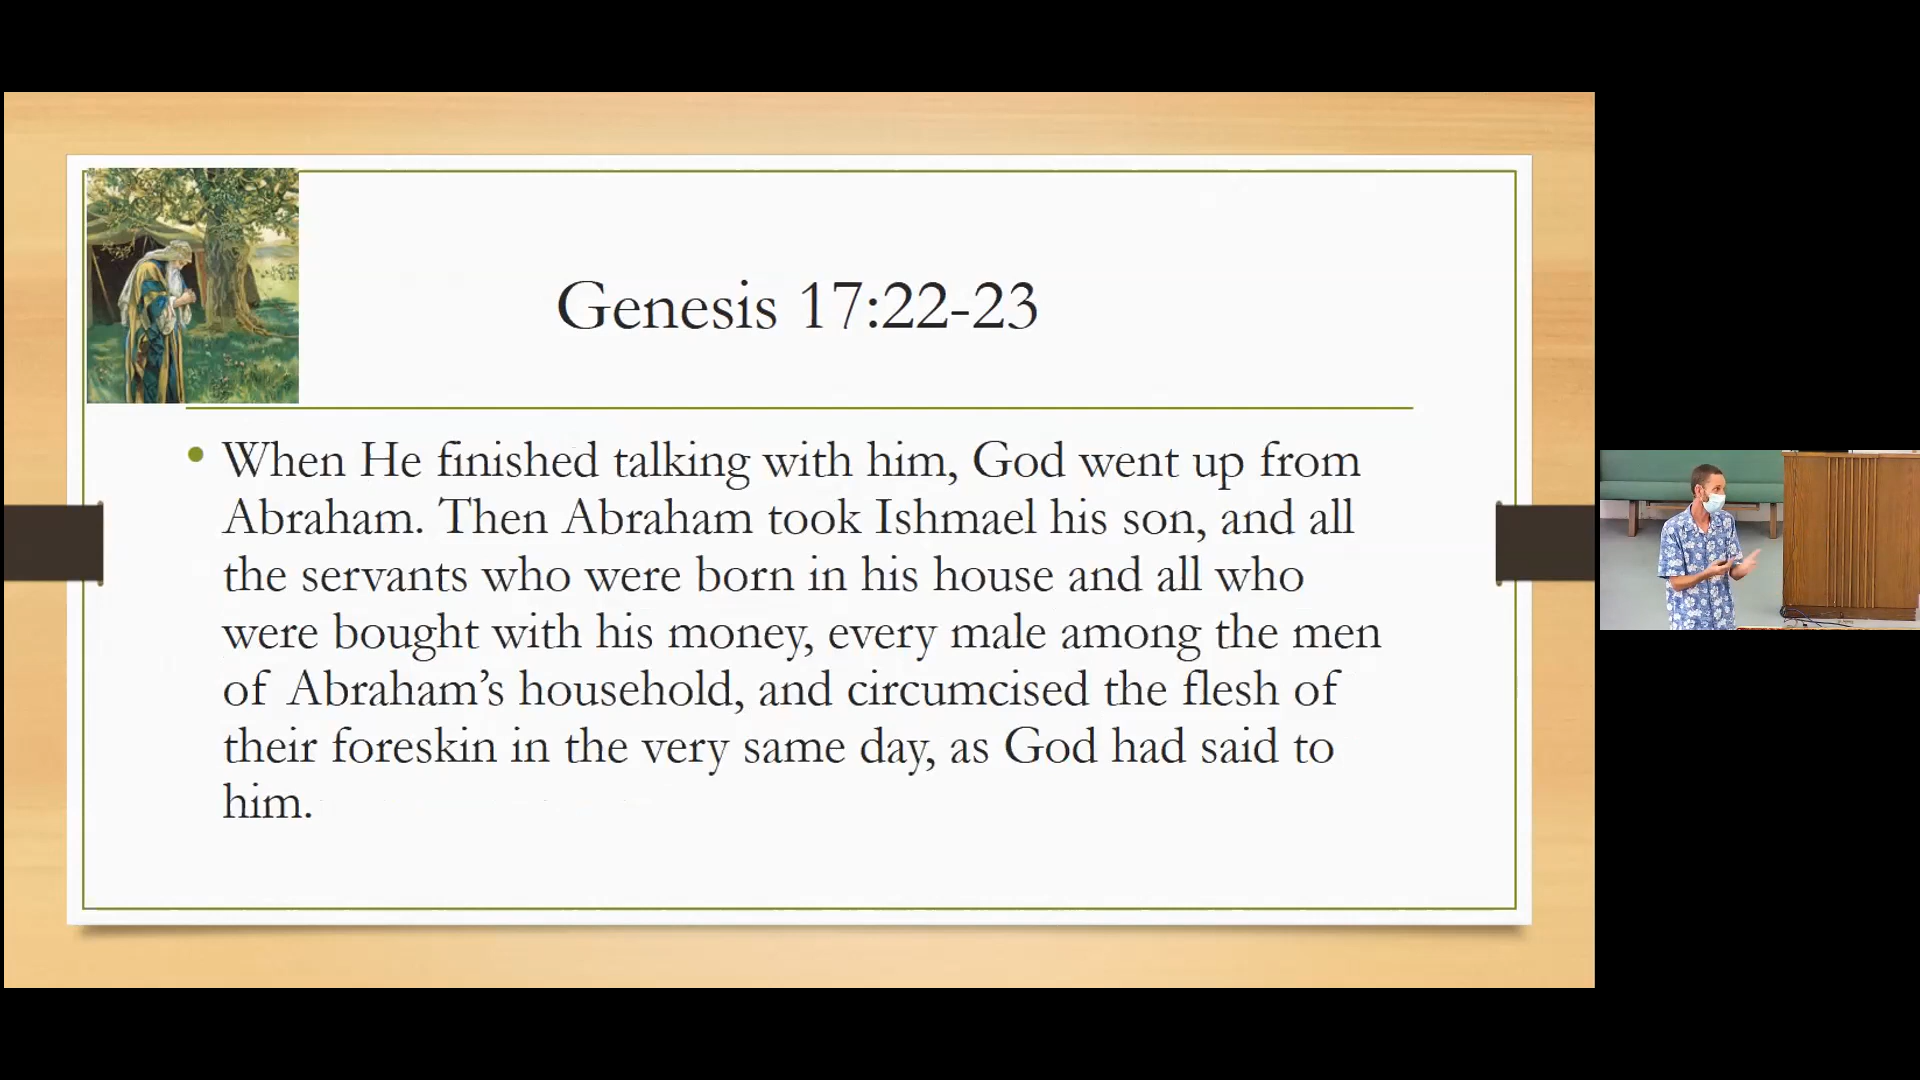 Genesis 17:22-23
• When He finished talking with him, God went up from
Abraham. Then Abraham took Ishmael his son, and all
the servants who were born in his house and all who
were bought with his money, every male among the men
of Abraham’s household, and circumcised the flesh of
their foreskin in the very same day, as God had said to
him.